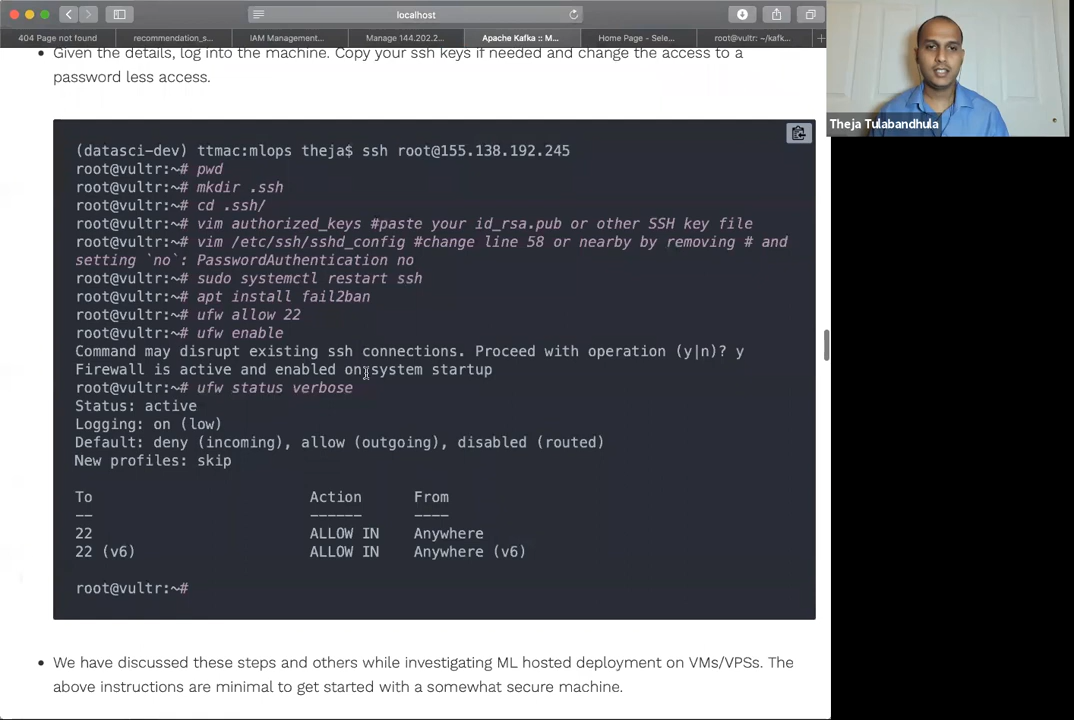 localhost
404 Page not found
recommendation_s...
IAM Management...
Manage 144.202.2...
Apache Kafka :: M...
Home Page - Sele...
root@vultr: ~/kafk...
Given the details, log into the machine. Copy your ssh keys if needed and change the access to a
password less access.
Theja Tulabandhula
(datasci-dev) ttmac:mlops theja$ ssh root@155.138.192.245
root@vultr:~# pwd
root@vultr:~# mkdir .ssh
root@vultr:~# cd .ssh/
root@vultr:~# vim authorized_keys #paste your id_rsa.pub or other SSH key file
root@vultr:~# vim /etc/ssh/sshd_config #change line 58 or nearby by removing # and
setting `no`: PasswordAuthentication no
root@vultr:~# sudo systemctl restart ssh
root@vultr:~# apt install fail2ban
root@vultr:~# ufw allow 22
root@vultr:~# ufw enable
Command may disrupt existing ssh connections. Proceed with operation (y|n)? y
Firewall is active and enabled on system startup
root@vultr:~# ufw status verbose
Status: active
Logging: on (low)
Default: deny (incoming), allow (outgoing), disabled (routed)
New profiles: skip
To Action From
-- ------ ----
22 ALLOW IN Anywhere
22 (v6) ALLOW IN Anywhere (v6)
root@vultr:~#
We have discussed these steps and others while investigating ML hosted deployment on VMs/VPSs. The
above instructions are minimal to get started with a somewhat secure machine.